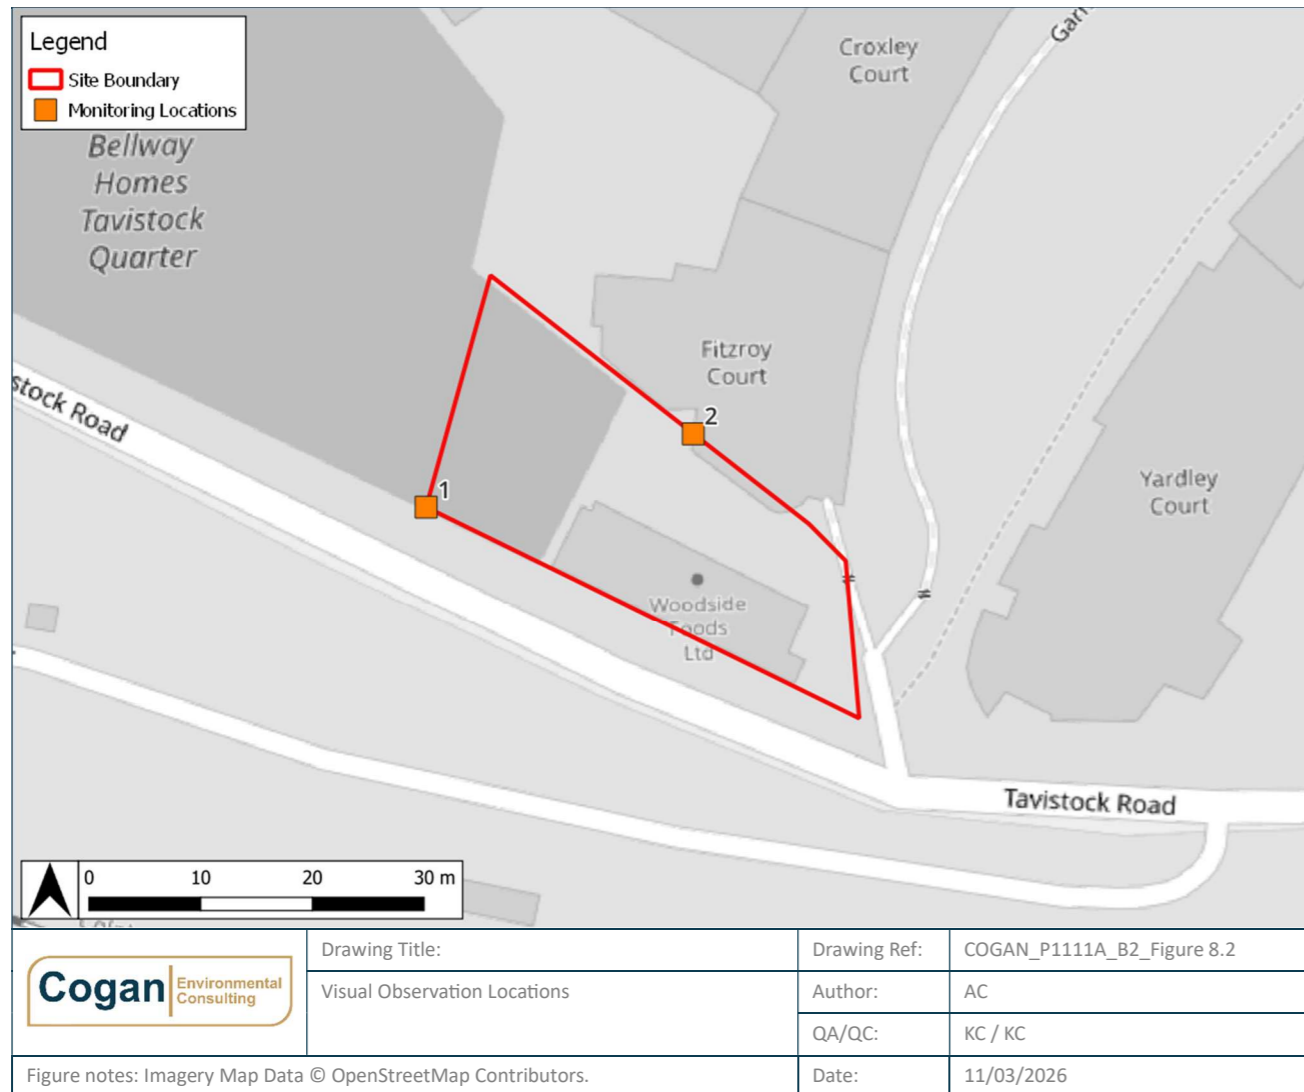 Legend
Site Boundary
Monitoring Locations
Bellway
Homes
Tavistock
Quarter
Croxley
Court
Fitzroy
Court
stock Road
1
2
Yardley
Court
Woodside
Foods
Ltd
Tavistock Road
0 10 20 30 m
Cogan Environmental
Consulting
Drawing Title:
Visual Observation Locations
Drawing Ref: COGAN_P1111A_B2_Figure 8.2
Author: AC
QA/QC: KC / KC
Figure notes: Imagery Map Data © OpenStreetMap Contributors.
Date: 11/03/2026